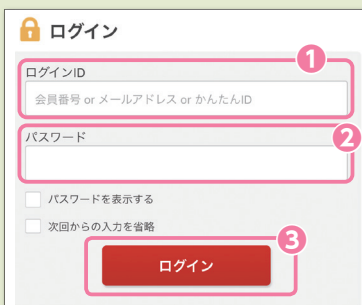 ログイン
1
ログインID
会員番号 or メールアドレス or かんたんID
2
パスワード
パスワードを表示する
次回からの入力を省略
3
ログイン